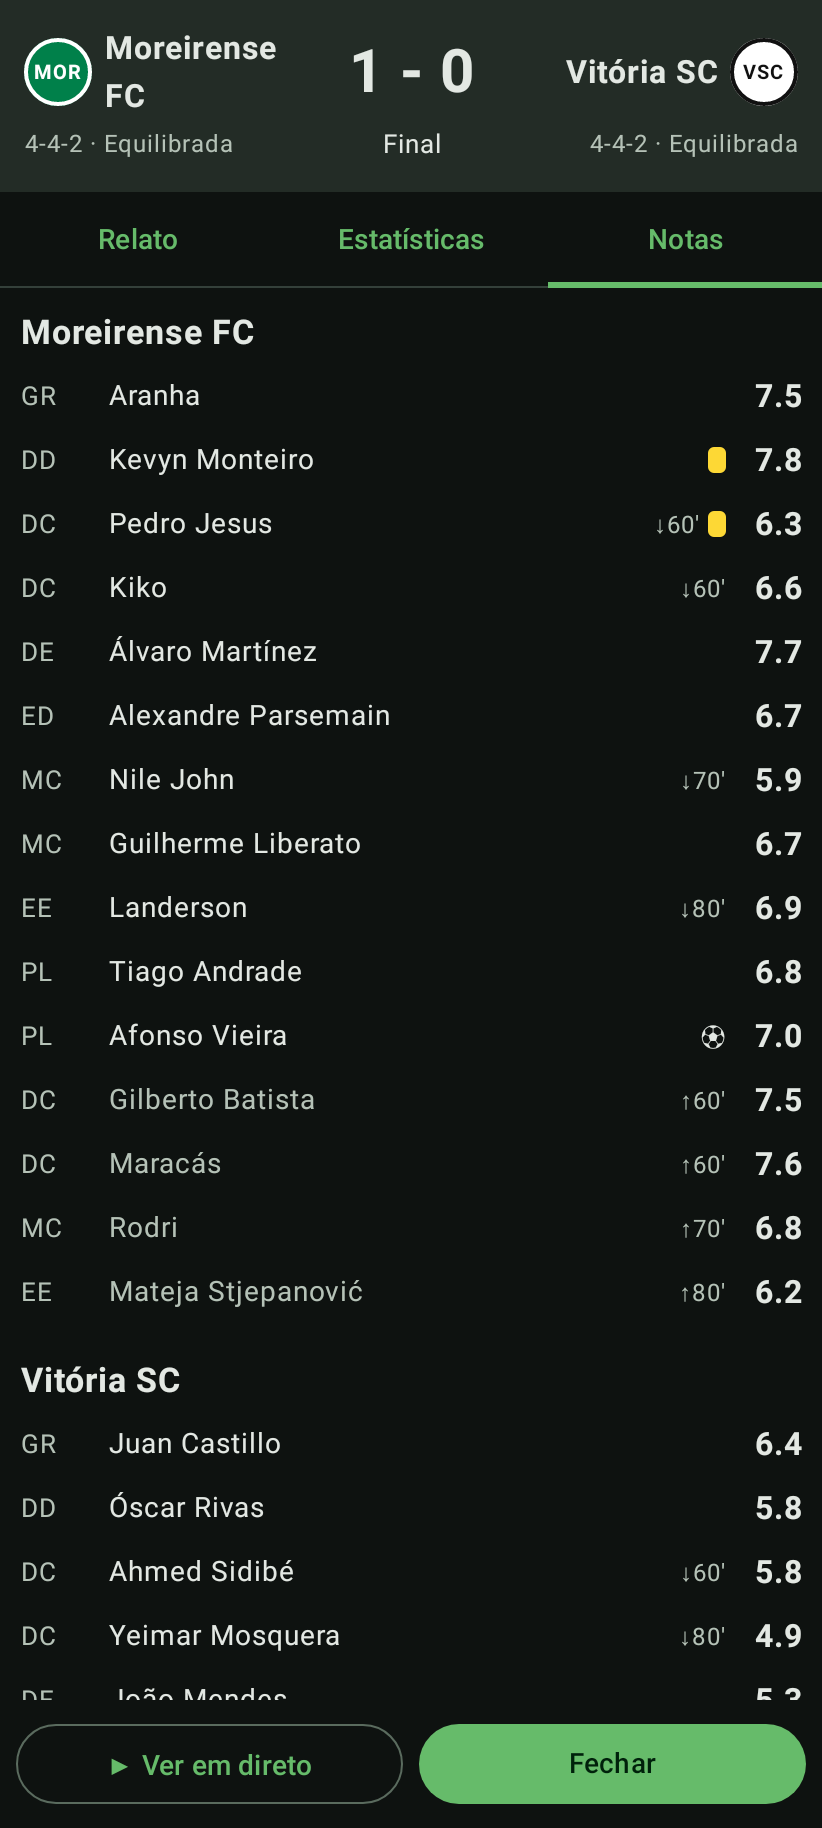 MOR
Moreirense
FC
1 - 0
Vitória SC
VSC
4-4-2 · Equilibrada
Final
4-4-2 · Equilibrada
Relato
Estatísticas
Notas
Moreirense FC
GR Aranha 7.5
DD Kevyn Monteiro 7.8
DC Pedro Jesus ↓60' 6.3
DC Kiko ↓60' 6.6
DE Álvaro Martínez 7.7
ED Alexandre Parsemain 6.7
MC Nile John ↓70' 5.9
MC Guilherme Liberato 6.7
EE Landerson ↓80' 6.9
PL Tiago Andrade 6.8
PL Afonso Vieira ⚽ 7.0
DC Gilberto Batista ↑60' 7.5
DC Maracás ↑60' 7.6
MC Rodri ↑70' 6.8
EE Mateja Stjepanović ↑80' 6.2
Vitória SC
GR Juan Castillo 6.4
DD Óscar Rivas 5.8
DC Ahmed Sidibé ↓60' 5.8
DC Yeimar Mosquera ↓80' 4.9
DE João Mendes 5.3
► Ver em direto
Fechar